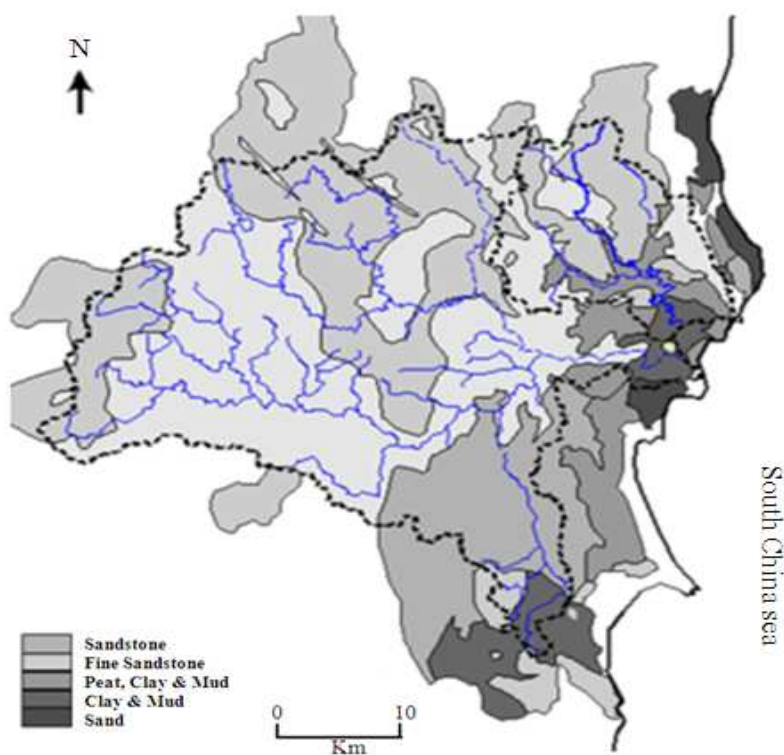 N
South China sea
Sandstone
Fine Sandstone
Peat, Clay & Mud
Clay & Mud
Sand
0 10
Km